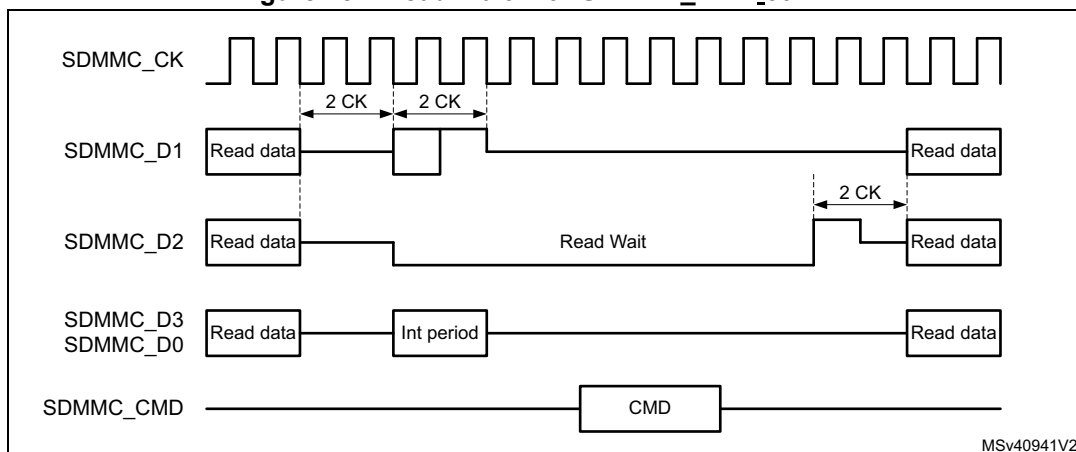 SDMMC_CK
2 CK 2 CK
SDMMC_D1 Read data Read data
2 CK
SDMMC_D2 Read data Read Wait Read data
SDMMC_D3
SDMMC_D0
Read data Int period Read data
SDMMC_CMD CMD
MSv40941V2